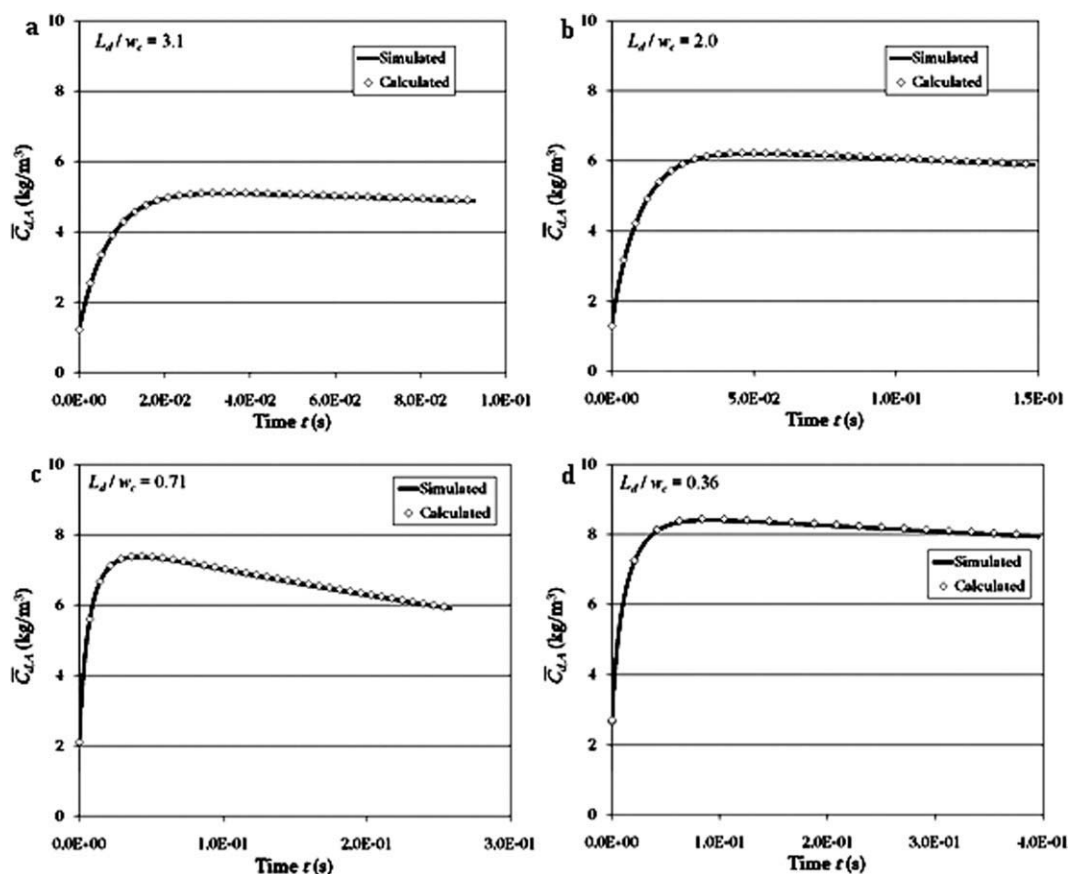 a
L_d / w_c = 3.1
Simulated
Calculated
10
8
6
4
2
0
C̅_d,A (kg/m³)
0.0E+00 2.0E-02 4.0E-02 6.0E-02 8.0E-02 1.0E-01
Time t (s)
b
L_d / w_c = 2.0
Simulated
Calculated
10
8
6
4
2
0
C̅_d,A (kg/m³)
0.0E+00 5.0E-02 1.0E-01 1.5E-01
Time t (s)
c
L_d / w_c = 0.71
Simulated
Calculated
10
8
6
4
2
0
C̅_d,A (kg/m³)
0.0E+00 1.0E-01 2.0E-01 3.0E-01
Time t (s)
d
L_d / w_c = 0.36
Simulated
Calculated
10
8
6
4
2
0
C̅_d,A (kg/m³)
0.0E+00 1.0E-01 2.0E-01 3.0E-01 4.0E-01
Time t (s)